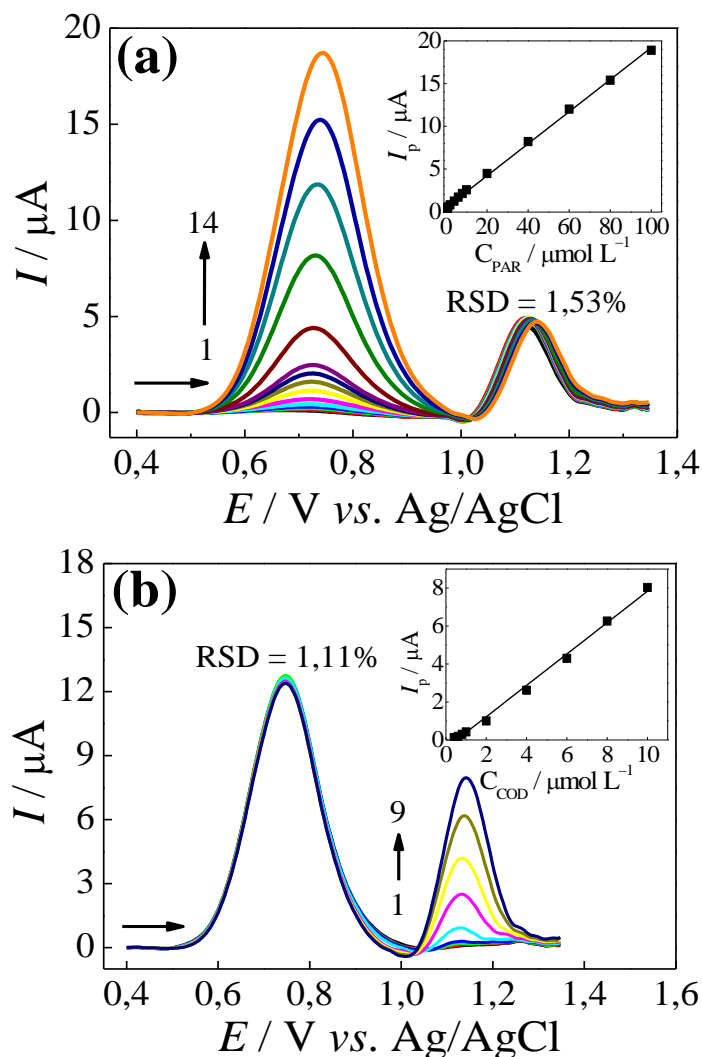 (a)
20
15
10
5
0
I / μA
14
1
RSD = 1,53%
20
15
10
5
0
I_p / μA
0 20 40 60 80 100
C_PAR / μmol L⁻¹
0,4 0,6 0,8 1,0 1,2 1,4
E / V vs. Ag/AgCl
(b)
18
15
12
9
6
3
0
I / μA
RSD = 1,11%
9
1
8
6
4
2
0
I_p / μA
0 2 4 6 8 10
C_COD / μmol L⁻¹
0,4 0,6 0,8 1,0 1,2 1,4 1,6
E / V vs. Ag/AgCl